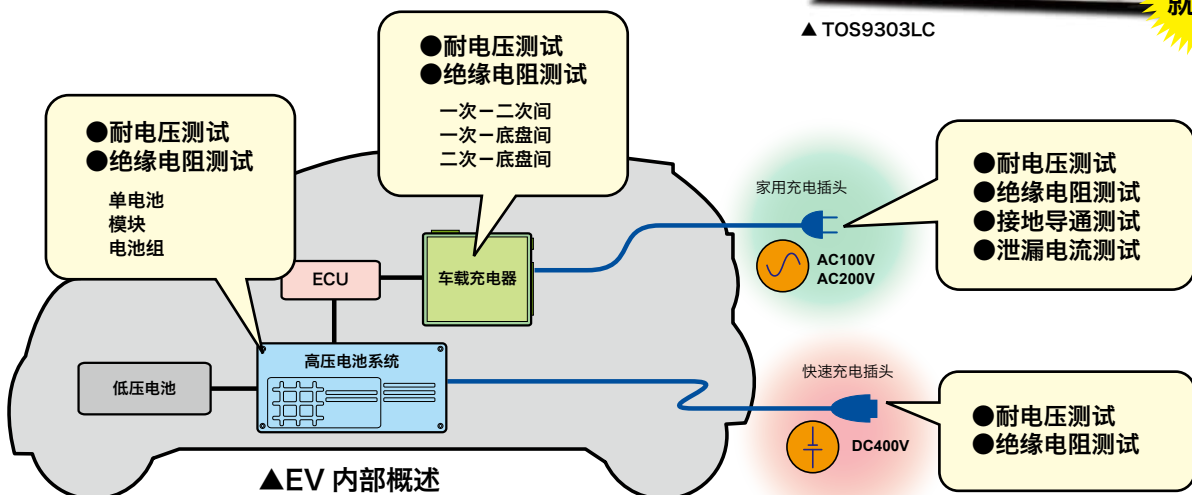 就
▲ TOS9303LC
●耐电压测试
●绝缘电阻测试
一次－二次间
一次－底盘间
二次－底盘间
●耐电压测试
●绝缘电阻测试
单电池
模块
电池组
家用充电插头
AC100V
AC200V
●耐电压测试
●绝缘电阻测试
●接地导通测试
●泄漏电流测试
ECU
车载充电器
高压电池系统
低压电池
快速充电插头
DC400V
●耐电压测试
●绝缘电阻测试
▲EV 内部概述